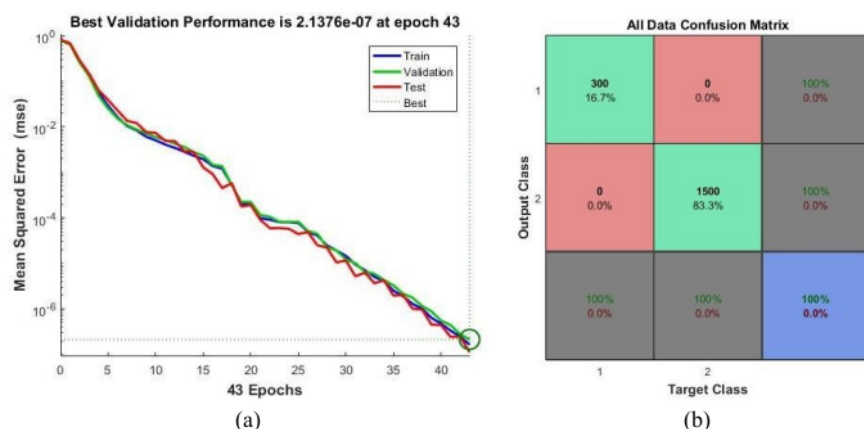 Best Validation Performance is 2.1376e-07 at epoch 43
Mean Squared Error (mse)
10^0
10^-2
10^-4
10^-6
Train
Validation
Test
Best
0 5 10 15 20 25 30 35 40
43 Epochs
(a)
All Data Confusion Matrix
Output Class
1
300
16.7%
0
0.0%
100%
0.0%
2
0
0.0%
1500
83.3%
100%
0.0%
100%
0.0%
100%
0.0%
100%
0.0%
1 2
Target Class
(b)